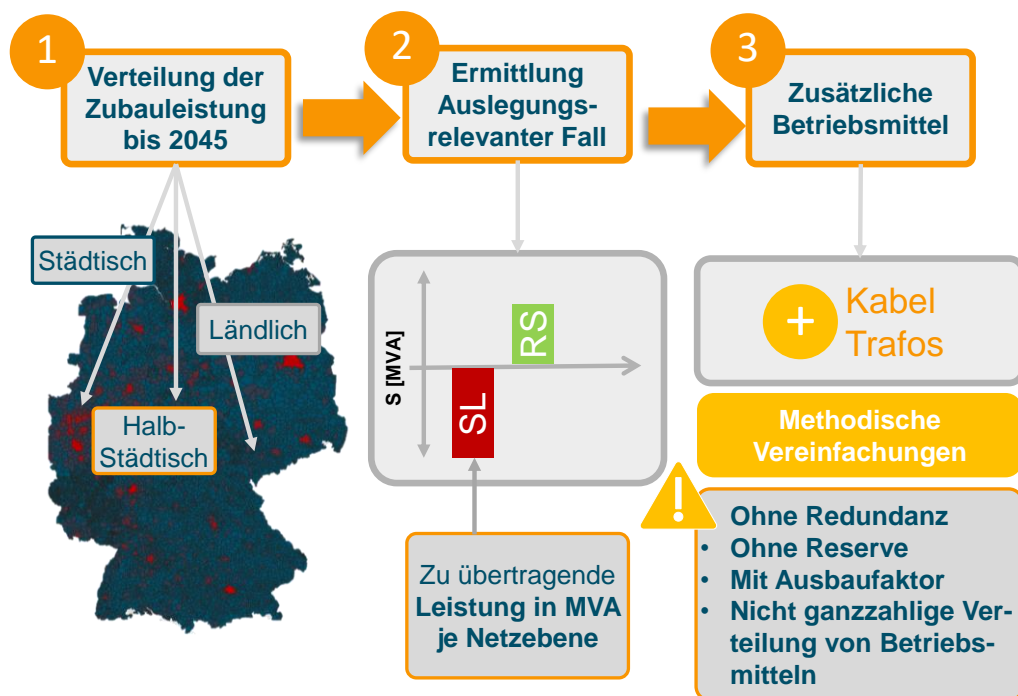 1
Verteilung der
Zubauleistung
bis 2045
2
Ermittlung
Auslegungs-
relevanter Fall
3
Zusätzliche
Betriebsmittel
Städtisch
Ländlich
Halb-
Städtisch
S [MVA]
SL
RS
Zu übertragende
Leistung in MVA
je Netzebene
+
Kabel
Trafos
Methodische
Vereinfachungen
!
Ohne Redundanz
• Ohne Reserve
• Mit Ausbaufaktor
• Nicht ganzzahlige Ver-
teilung von Betriebs-
mitteln